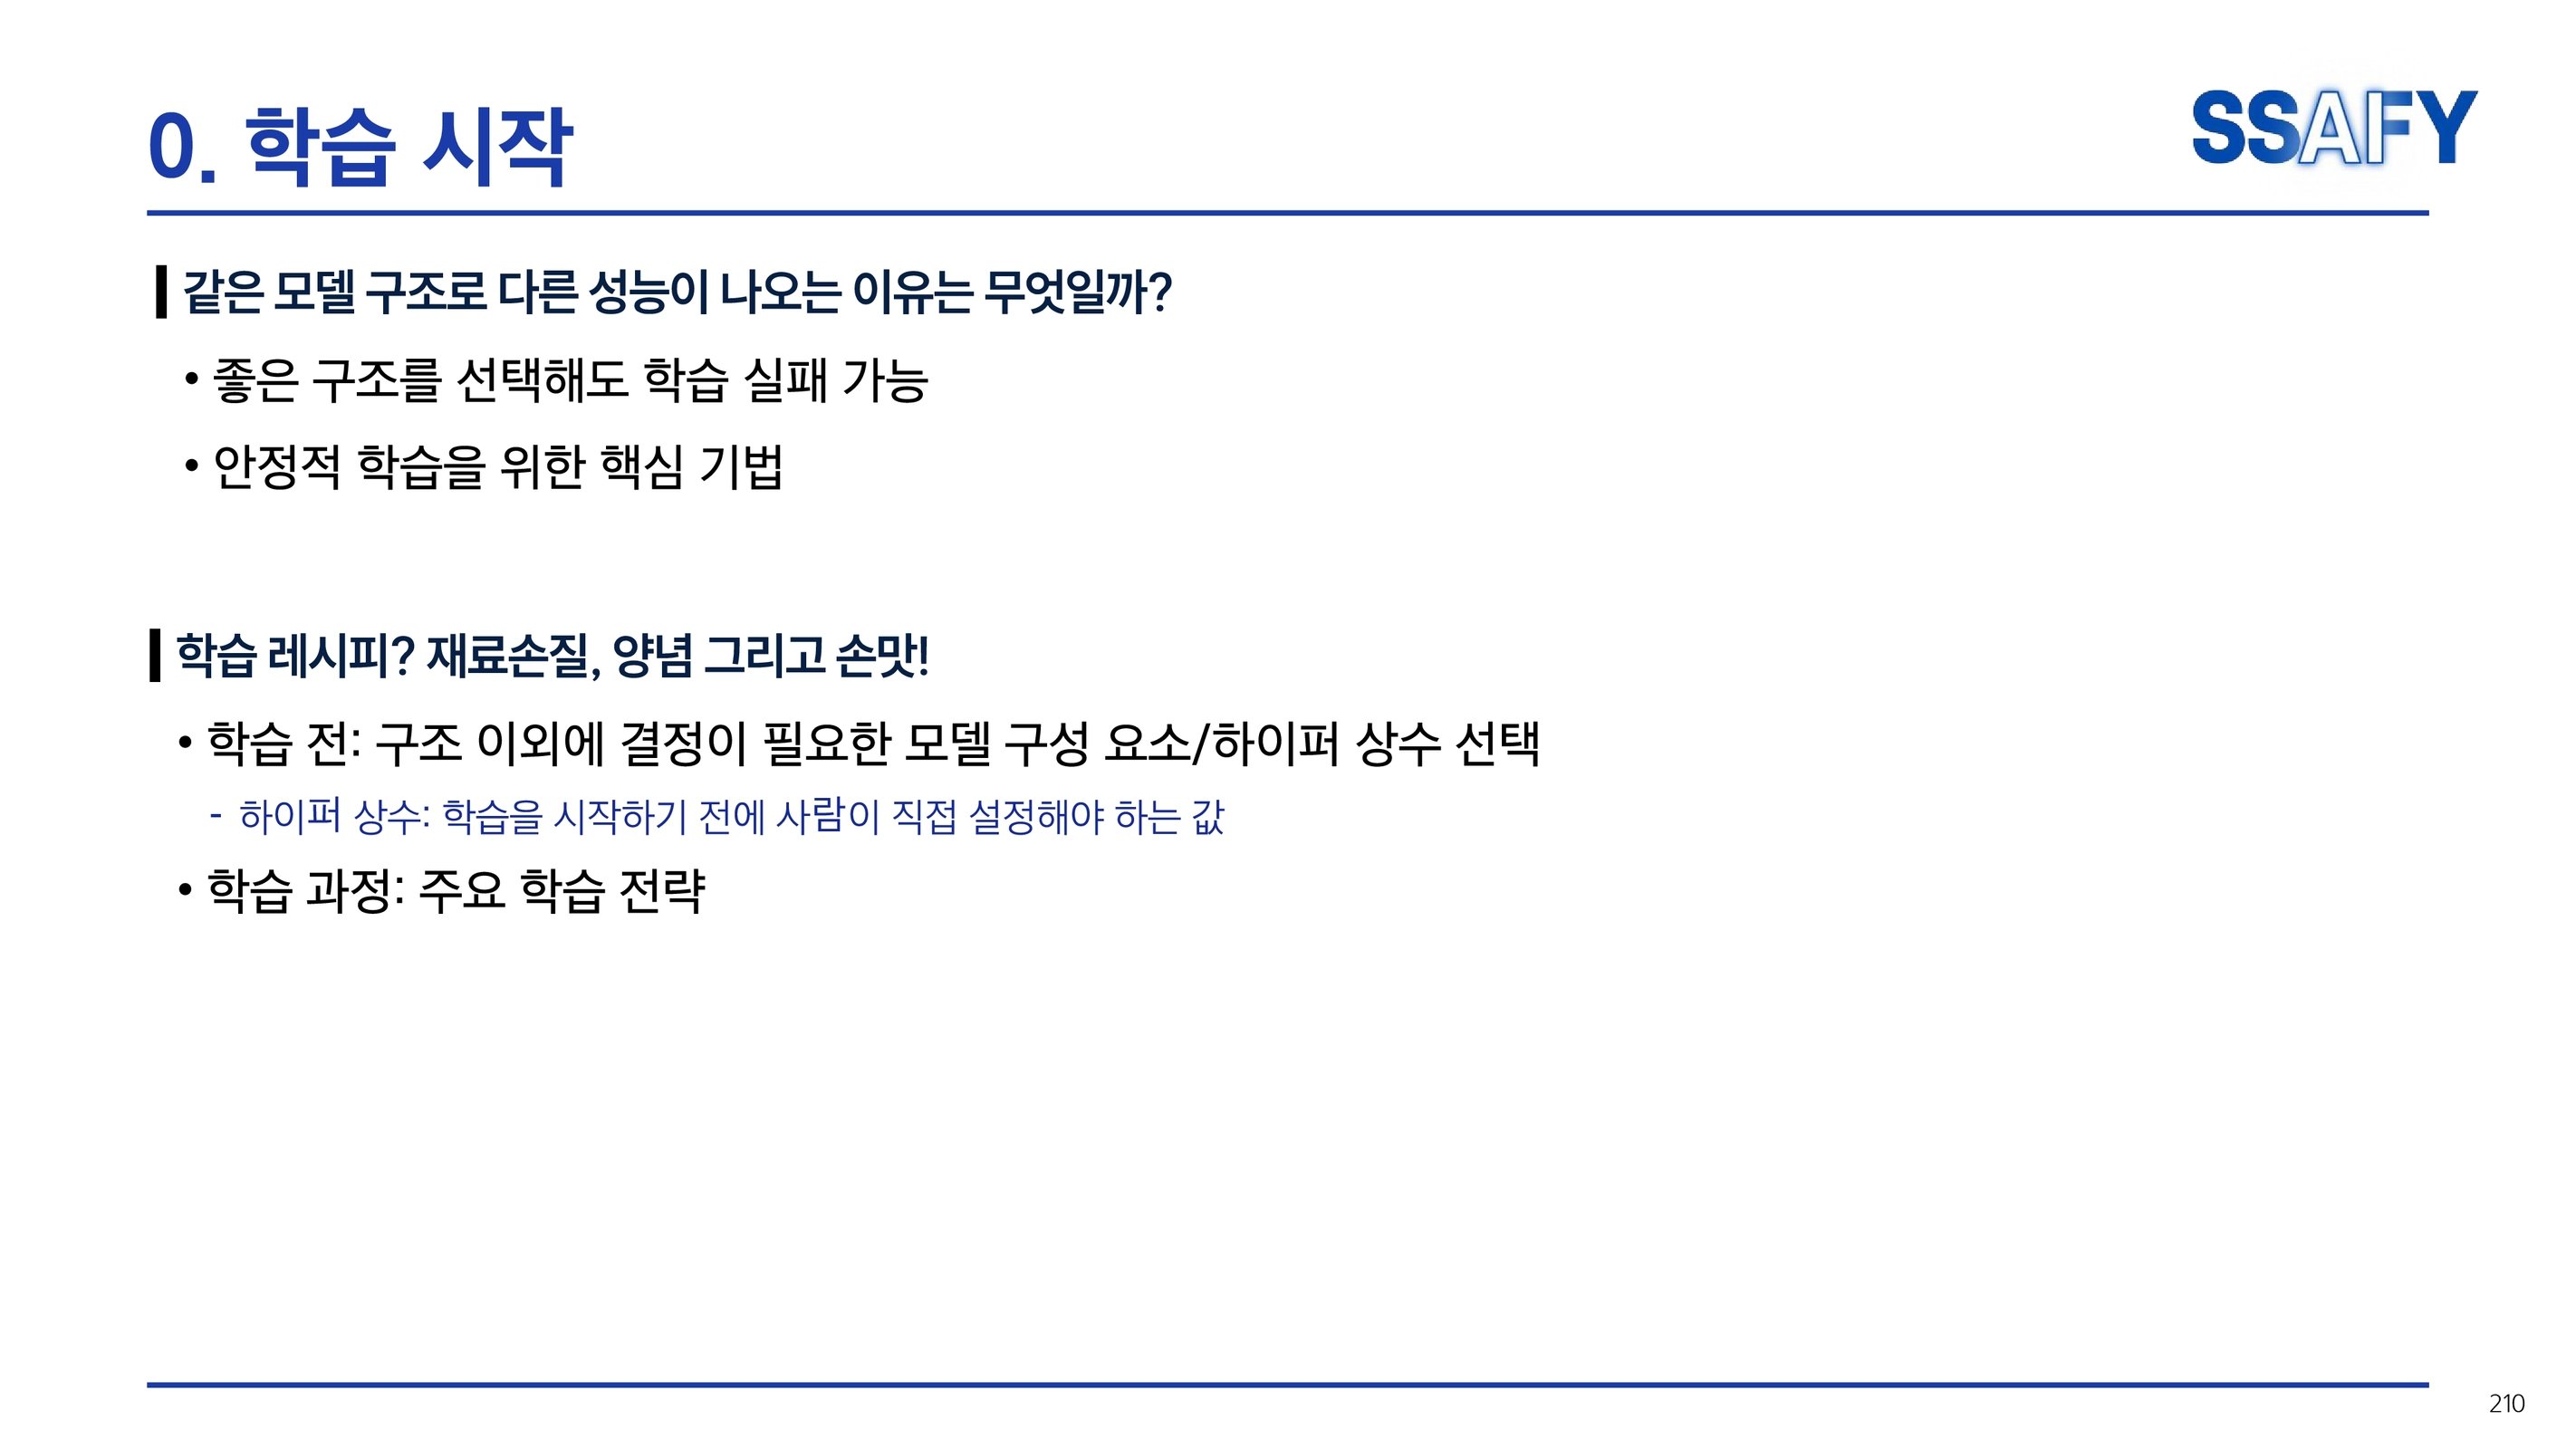 0. 학습 시작
SSAFY
같은 모델 구조로 다른 성능이 나오는 이유는 무엇일까?
• 좋은 구조를 선택해도 학습 실패 가능
• 안정적 학습을 위한 핵심 기법
학습 레시피? 재료손질, 양념 그리고 손맛!
• 학습 전: 구조 이외에 결정이 필요한 모델 구성 요소/하이퍼 상수 선택
- 하이퍼 상수: 학습을 시작하기 전에 사람이 직접 설정해야 하는 값
• 학습 과정: 주요 학습 전략
210